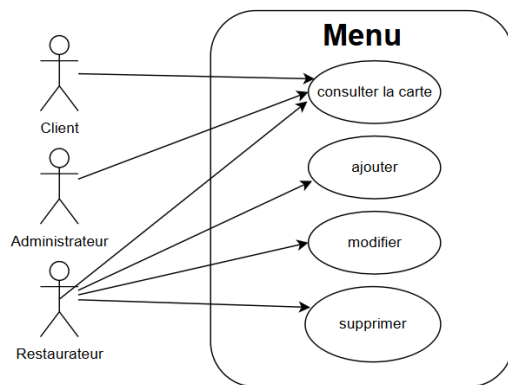 Menu
consulter la carte
Client
ajouter
Administrateur
modifier
supprimer
Restaurateur